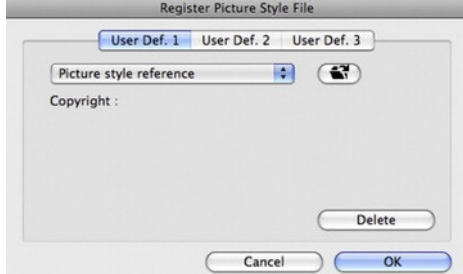 Register Picture Style File
User Def. 1 User Def. 2 User Def. 3
Picture style reference
Copyright :
Delete
Cancel OK